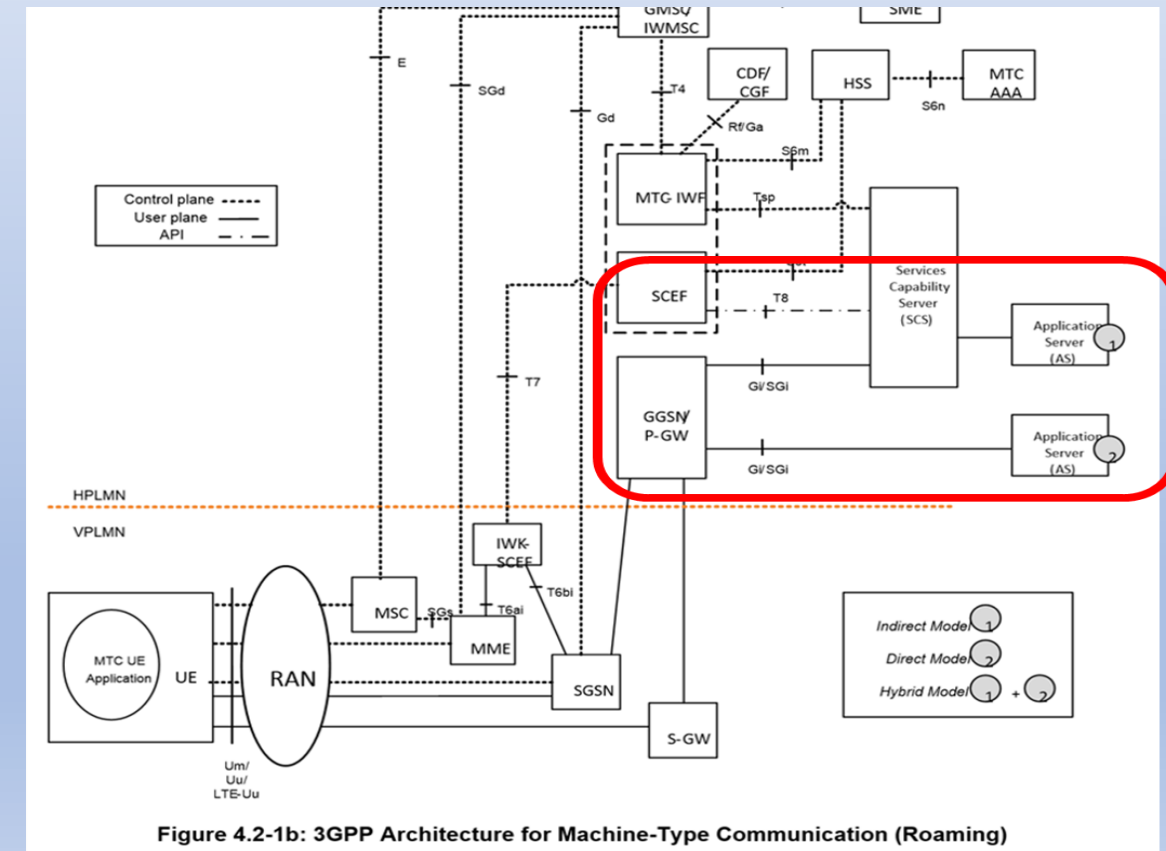 GMSC/
IWMSC
SME
E
SGd
Gd
T4
CDF/
CGF
Rf/Ga
HSS
S6n
MTC
AAA
S6m
Control plane
User plane
API
MTC- IWF
Tsp
SCEF
T8
Services
Capability
Server
(SCS)
Application
Server
(AS)
1
T7
Gi/SGi
GGSN/
P-GW
Gi/SGi
Application
Server
(AS)
2
HPLMN
VPLMN
IWK-
SCEF
T6ai
T6bi
MSC
SGs
MME
MTC UE
Application
UE
RAN
SGSN
S-GW
Um/
Uu/
LTE-Uu
Indirect Model 1
Direct Model 2
Hybrid Model 1 + 2
Figure 4.2-1b: 3GPP Architecture for Machine-Type Communication (Roaming)